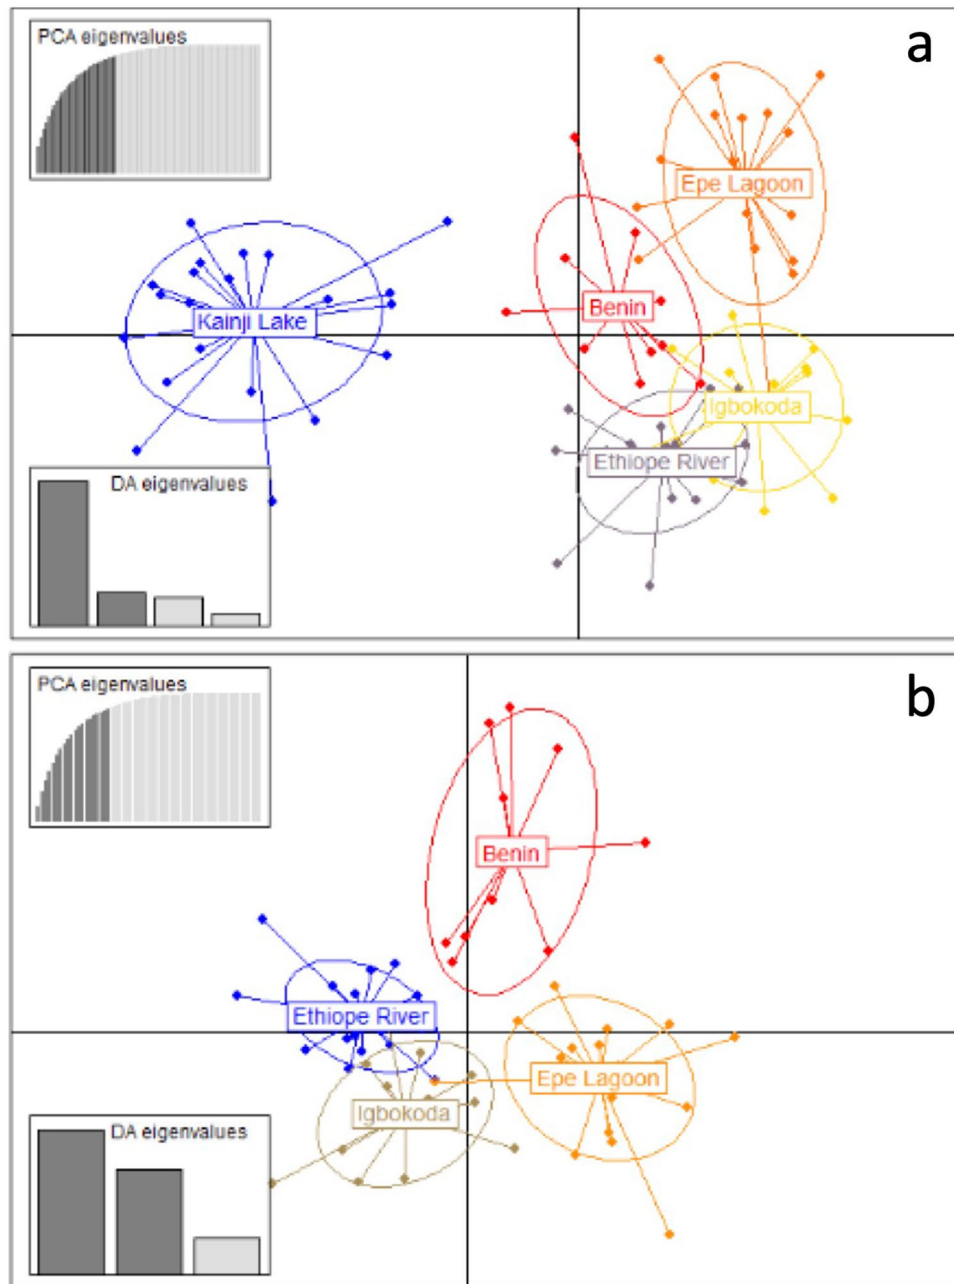 PCA eigenvalues
a
Epe Lagoon
Benin
Kainji Lake
Igbokoda
Ethiope River
DA eigenvalues
PCA eigenvalues
b
Benin
Ethiope River
Epe Lagoon
Igbokoda
DA eigenvalues